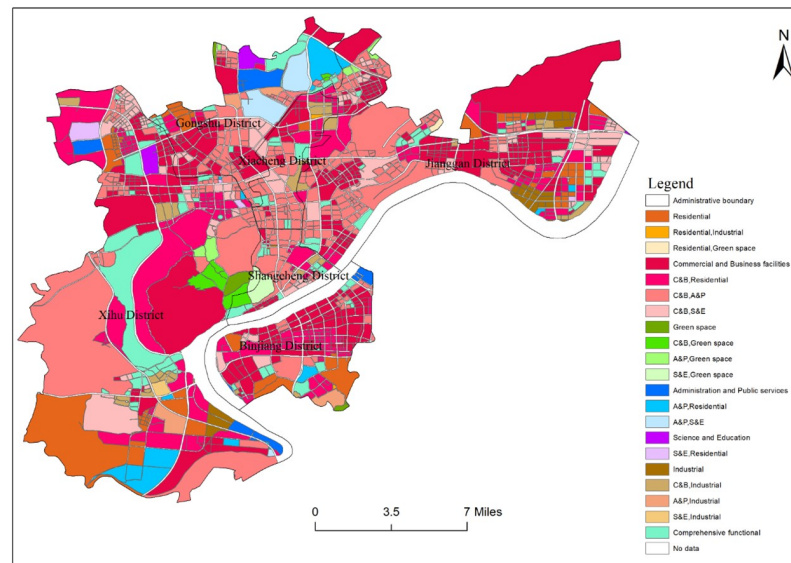 N
Gongshu District
Xiacheng District
Jianggan District
Shangcheng District
Xihu District
Binjiang District
0 3.5 7 Miles
Legend
Administrative boundary
Residential
Residential,Industrial
Residential,Green space
Commercial and Business facilities
C&B,Residential
C&B,A&P
C&B,S&E
Green space
C&B,Green space
A&P,Green space
S&E,Green space
Administration and Public services
A&P,Residential
A&P,S&E
Science and Education
S&E,Residential
Industrial
C&B,Industrial
A&P,Industrial
S&E,Industrial
Comprehensive functional
No data